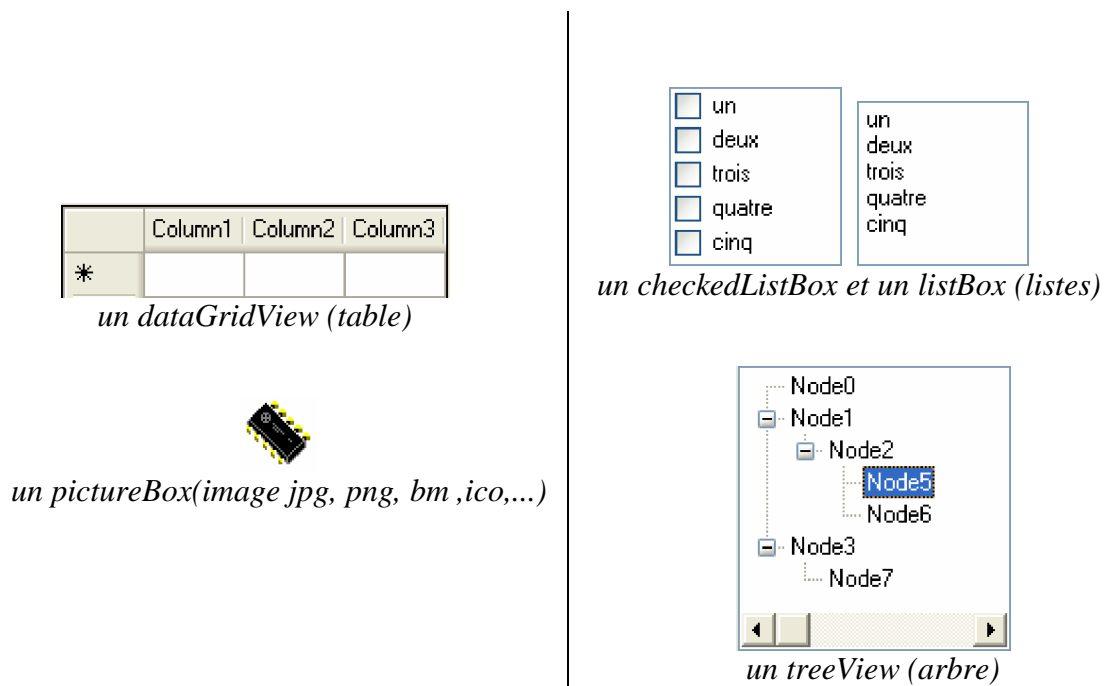 Column1 Column2 Column3
*
un dataGridView (table)
un pictureBox(image jpg, png, bm ,ico,...)
un
deux
trois
quatre
cinq
un
deux
trois
quatre
cinq
un checkedListBox et un listBox (listes)
Node0
Node1
Node2
Node5
Node6
Node3
Node7
un treeView (arbre)